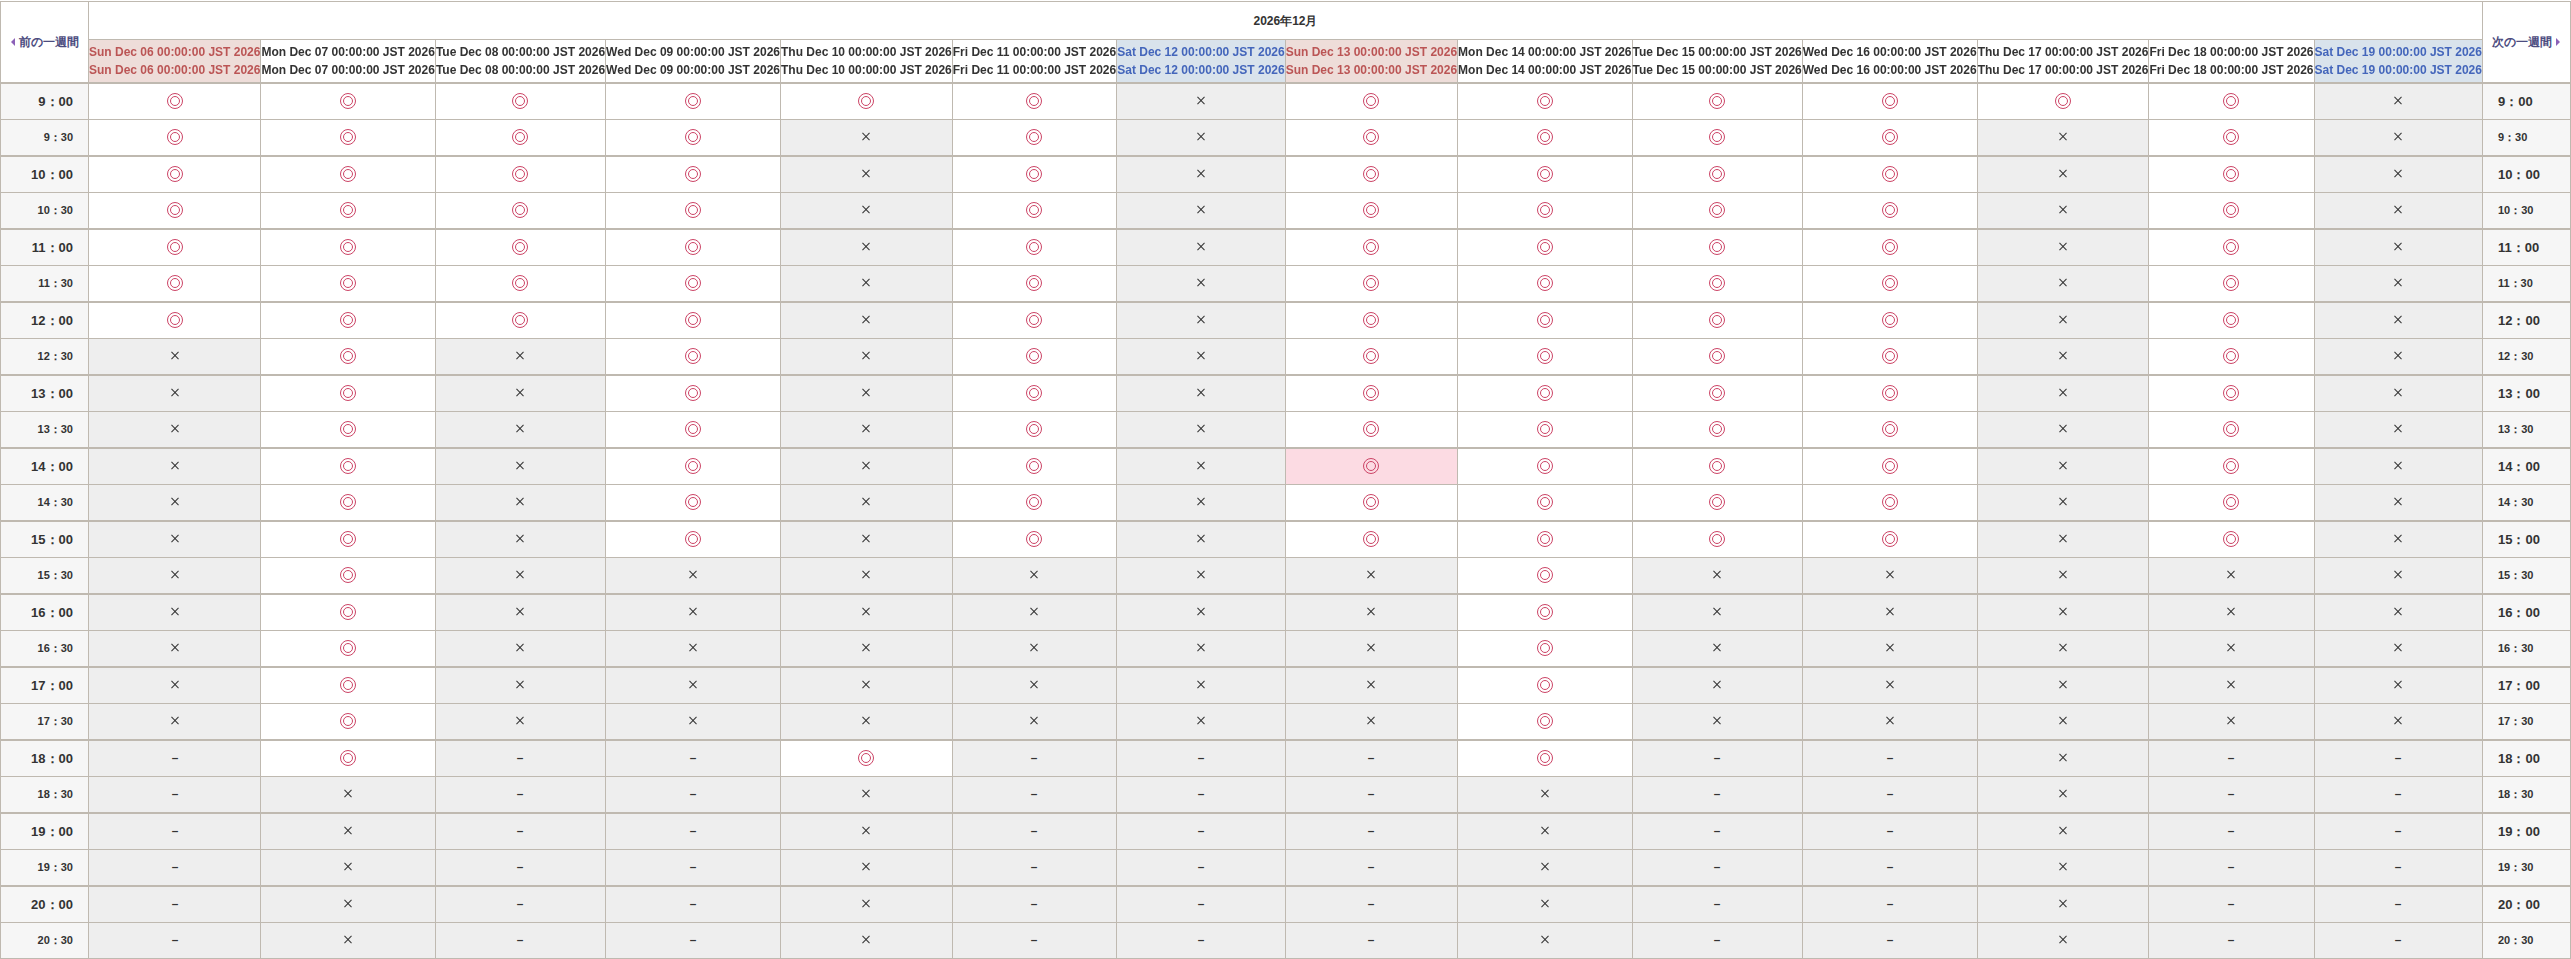 2026年12月
前の一週間
次の一週間
Sun Dec 06 00:00:00 JST 2026 Mon Dec 07 00:00:00 JST 2026 Tue Dec 08 00:00:00 JST 2026 Wed Dec 09 00:00:00 JST 2026 Thu Dec 10 00:00:00 JST 2026 Fri Dec 11 00:00:00 JST 2026 Sat Dec 12 00:00:00 JST 2026 Sun Dec 13 00:00:00 JST 2026 Mon Dec 14 00:00:00 JST 2026 Tue Dec 15 00:00:00 JST 2026 Wed Dec 16 00:00:00 JST 2026 Thu Dec 17 00:00:00 JST 2026 Fri Dec 18 00:00:00 JST 2026 Sat Dec 19 00:00:00 JST 2026
Sun Dec 06 00:00:00 JST 2026 Mon Dec 07 00:00:00 JST 2026 Tue Dec 08 00:00:00 JST 2026 Wed Dec 09 00:00:00 JST 2026 Thu Dec 10 00:00:00 JST 2026 Fri Dec 11 00:00:00 JST 2026 Sat Dec 12 00:00:00 JST 2026 Sun Dec 13 00:00:00 JST 2026 Mon Dec 14 00:00:00 JST 2026 Tue Dec 15 00:00:00 JST 2026 Wed Dec 16 00:00:00 JST 2026 Thu Dec 17 00:00:00 JST 2026 Fri Dec 18 00:00:00 JST 2026 Sat Dec 19 00:00:00 JST 2026
9：00 ◎ ◎ ◎ ◎ ◎ ◎ × ◎ ◎ ◎ ◎ ◎ ◎ × 9：00
9：30 ◎ ◎ ◎ ◎ × ◎ × ◎ ◎ ◎ ◎ × ◎ × 9：30
10：00 ◎ ◎ ◎ ◎ × ◎ × ◎ ◎ ◎ ◎ × ◎ × 10：00
10：30 ◎ ◎ ◎ ◎ × ◎ × ◎ ◎ ◎ ◎ × ◎ × 10：30
11：00 ◎ ◎ ◎ ◎ × ◎ × ◎ ◎ ◎ ◎ × ◎ × 11：00
11：30 ◎ ◎ ◎ ◎ × ◎ × ◎ ◎ ◎ ◎ × ◎ × 11：30
12：00 ◎ ◎ ◎ ◎ × ◎ × ◎ ◎ ◎ ◎ × ◎ × 12：00
12：30 × ◎ × ◎ × ◎ × ◎ ◎ ◎ ◎ × ◎ × 12：30
13：00 × ◎ × ◎ × ◎ × ◎ ◎ ◎ ◎ × ◎ × 13：00
13：30 × ◎ × ◎ × ◎ × ◎ ◎ ◎ ◎ × ◎ × 13：30
14：00 × ◎ × ◎ × ◎ × ◎ ◎ ◎ ◎ × ◎ × 14：00
14：30 × ◎ × ◎ × ◎ × ◎ ◎ ◎ ◎ × ◎ × 14：30
15：00 × ◎ × ◎ × ◎ × ◎ ◎ ◎ ◎ × ◎ × 15：00
15：30 × ◎ × × × × × × ◎ × × × × × 15：30
16：00 × ◎ × × × × × × ◎ × × × × × 16：00
16：30 × ◎ × × × × × × ◎ × × × × × 16：30
17：00 × ◎ × × × × × × ◎ × × × × × 17：00
17：30 × ◎ × × × × × × ◎ × × × × × 17：30
18：00 – ◎ – – ◎ – – – ◎ – – × – – 18：00
18：30 – × – – × – – – × – – × – – 18：30
19：00 – × – – × – – – × – – × – – 19：00
19：30 – × – – × – – – × – – × – – 19：30
20：00 – × – – × – – – × – – × – – 20：00
20：30 – × – – × – – – × – – × – – 20：30